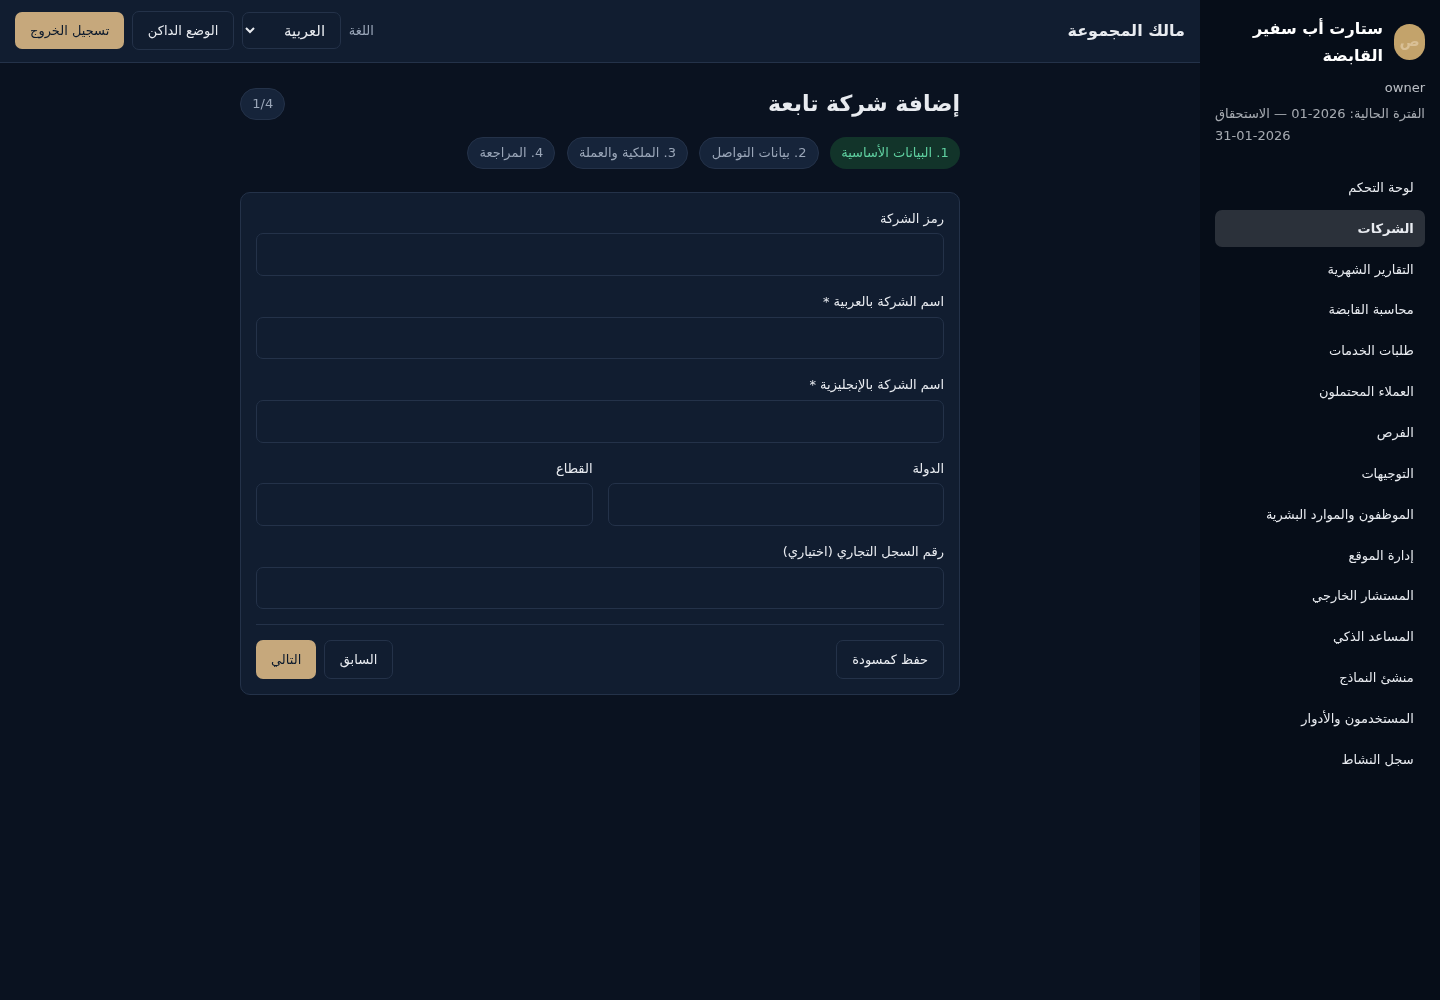 ص
ستارت أب سفير
القابضة
owner
الفترة الحالية: 2026-01 — الاستحقاق
2026-01-31
لوحة التحكم
الشركات
التقارير الشهرية
محاسبة القابضة
طلبات الخدمات
العملاء المحتملون
الفرص
التوجيهات
الموظفون والموارد البشرية
إدارة الموقع
المستشار الخارجي
المساعد الذكي
منشئ النماذج
المستخدمون والأدوار
سجل النشاط
مالك المجموعة
اللغة
العربية
الوضع الداكن
تسجيل الخروج
إضافة شركة تابعة
1/4
1. البيانات الأساسية
2. بيانات التواصل
3. الملكية والعملة
4. المراجعة
رمز الشركة
اسم الشركة بالعربية *
اسم الشركة بالإنجليزية *
الدولة
القطاع
رقم السجل التجاري (اختياري)
حفظ كمسودة
السابق
التالي